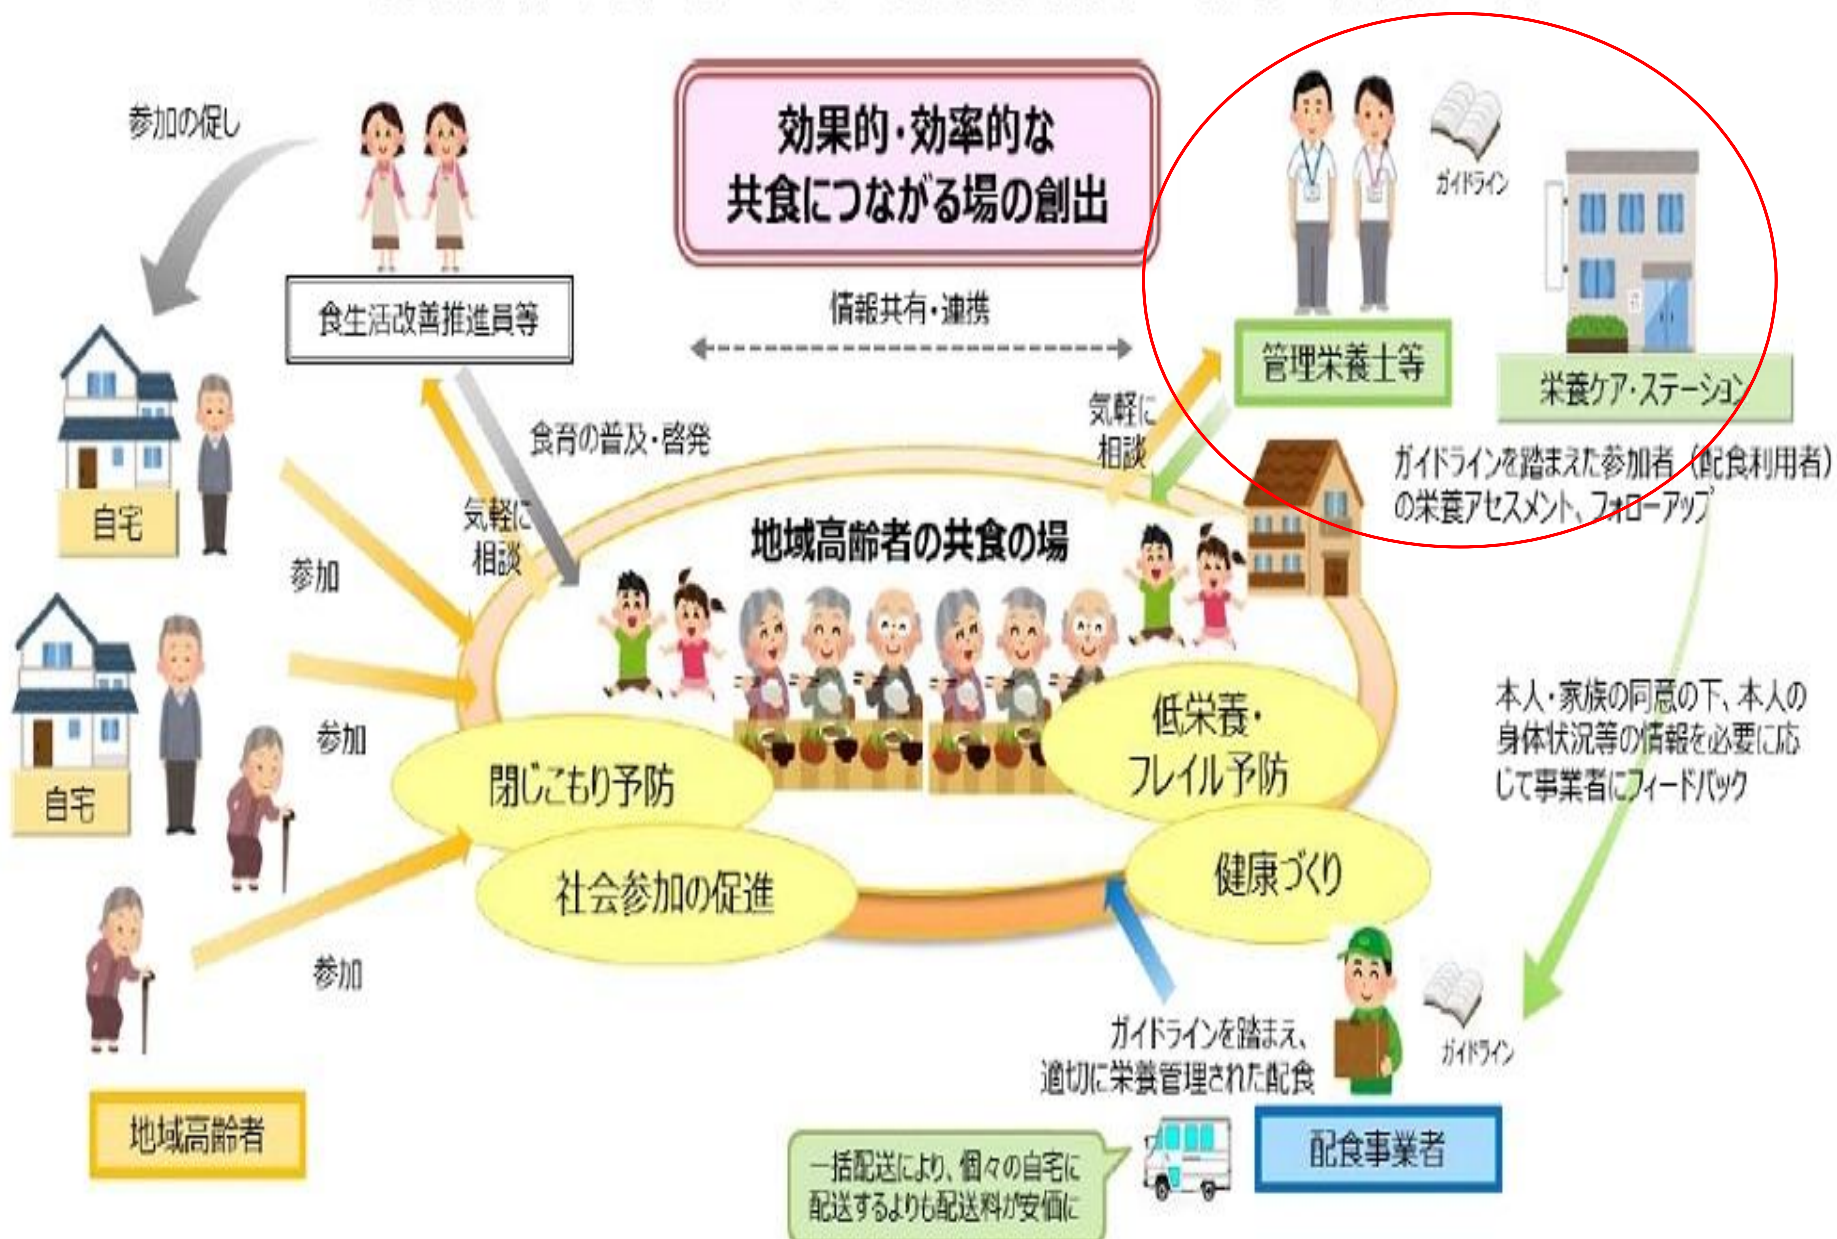 参加の促し
効果的・効率的な
共食につながる場の創出
ガイドライン
食生活改善推進員等
情報共有・連携
管理栄養士等
栄養ケア・ステーション
食育の普及・啓発
気軽に
相談
気軽に
相談
ガイドラインを踏まえた参加者（配食利用者）
の栄養アセスメント、フォローアップ
自宅
参加
地域高齢者の共食の場
自宅
参加
閉じこもり予防
低栄養・
フレイル予防
本人・家族の同意の下、本人の
身体状況等の情報を必要に応
じて事業者にフィードバック
社会参加の促進
健康づくり
参加
ガイドラインを踏まえ、
適切に栄養管理された配食
ガイドライン
地域高齢者
配食事業者
一括配送により、個々の自宅に
配送するよりも配送料が安価に